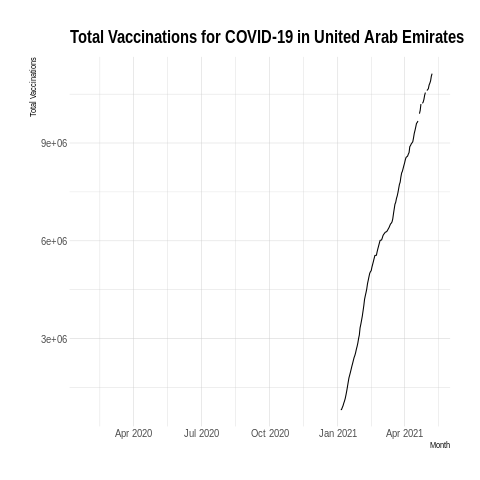 Total Vaccinations for COVID-19 in United Arab Emirates
Total Vaccinations
9e+06
6e+06
3e+06
Apr 2020 Jul 2020 Oct 2020 Jan 2021 Apr 2021
Month